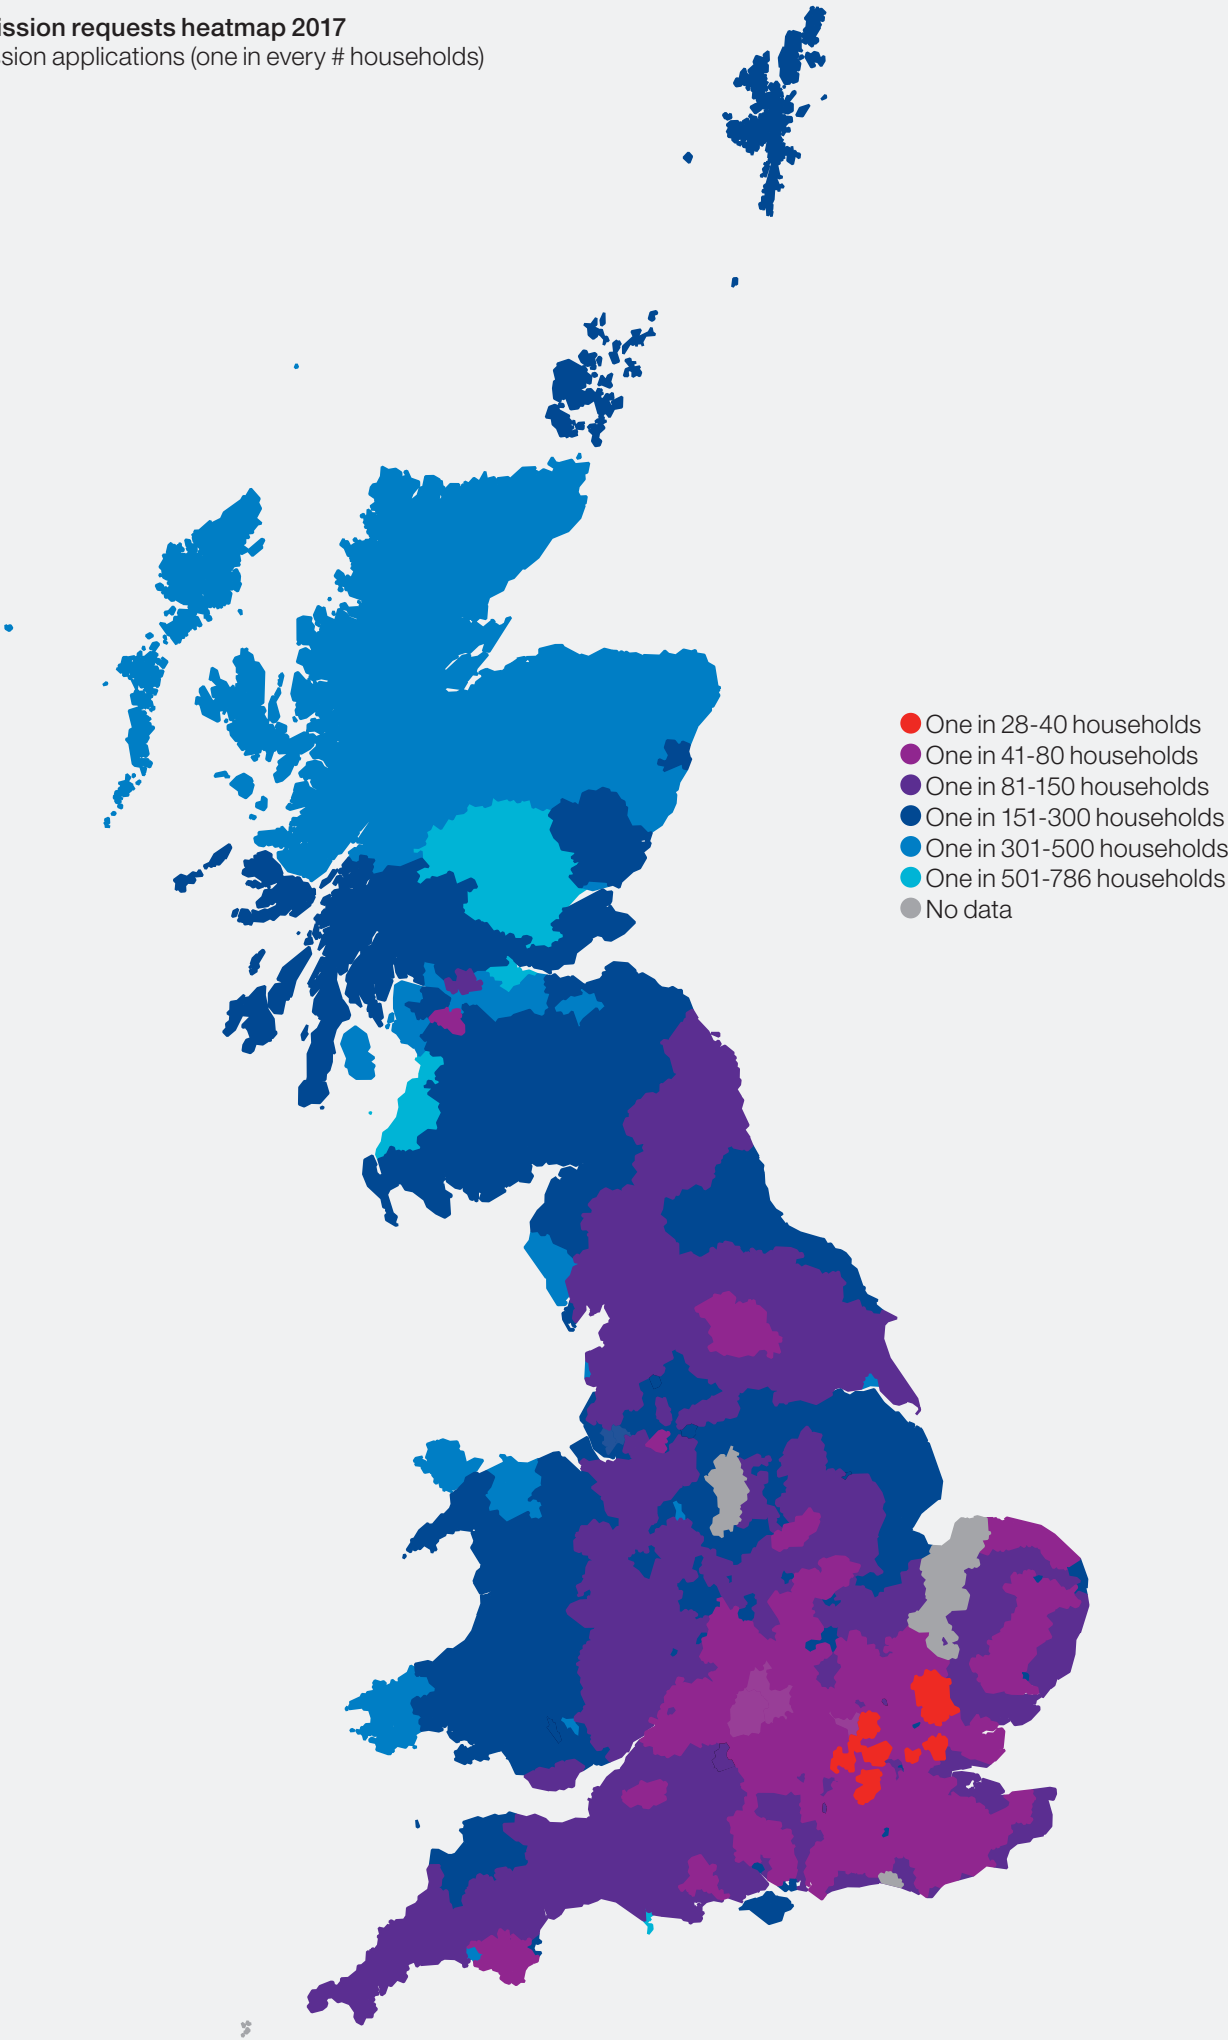 ission requests heatmap 2017
sion applications (one in every # households)
One in 28-40 households
One in 41-80 households
One in 81-150 households
One in 151-300 households
One in 301-500 households
One in 501-786 households
No data